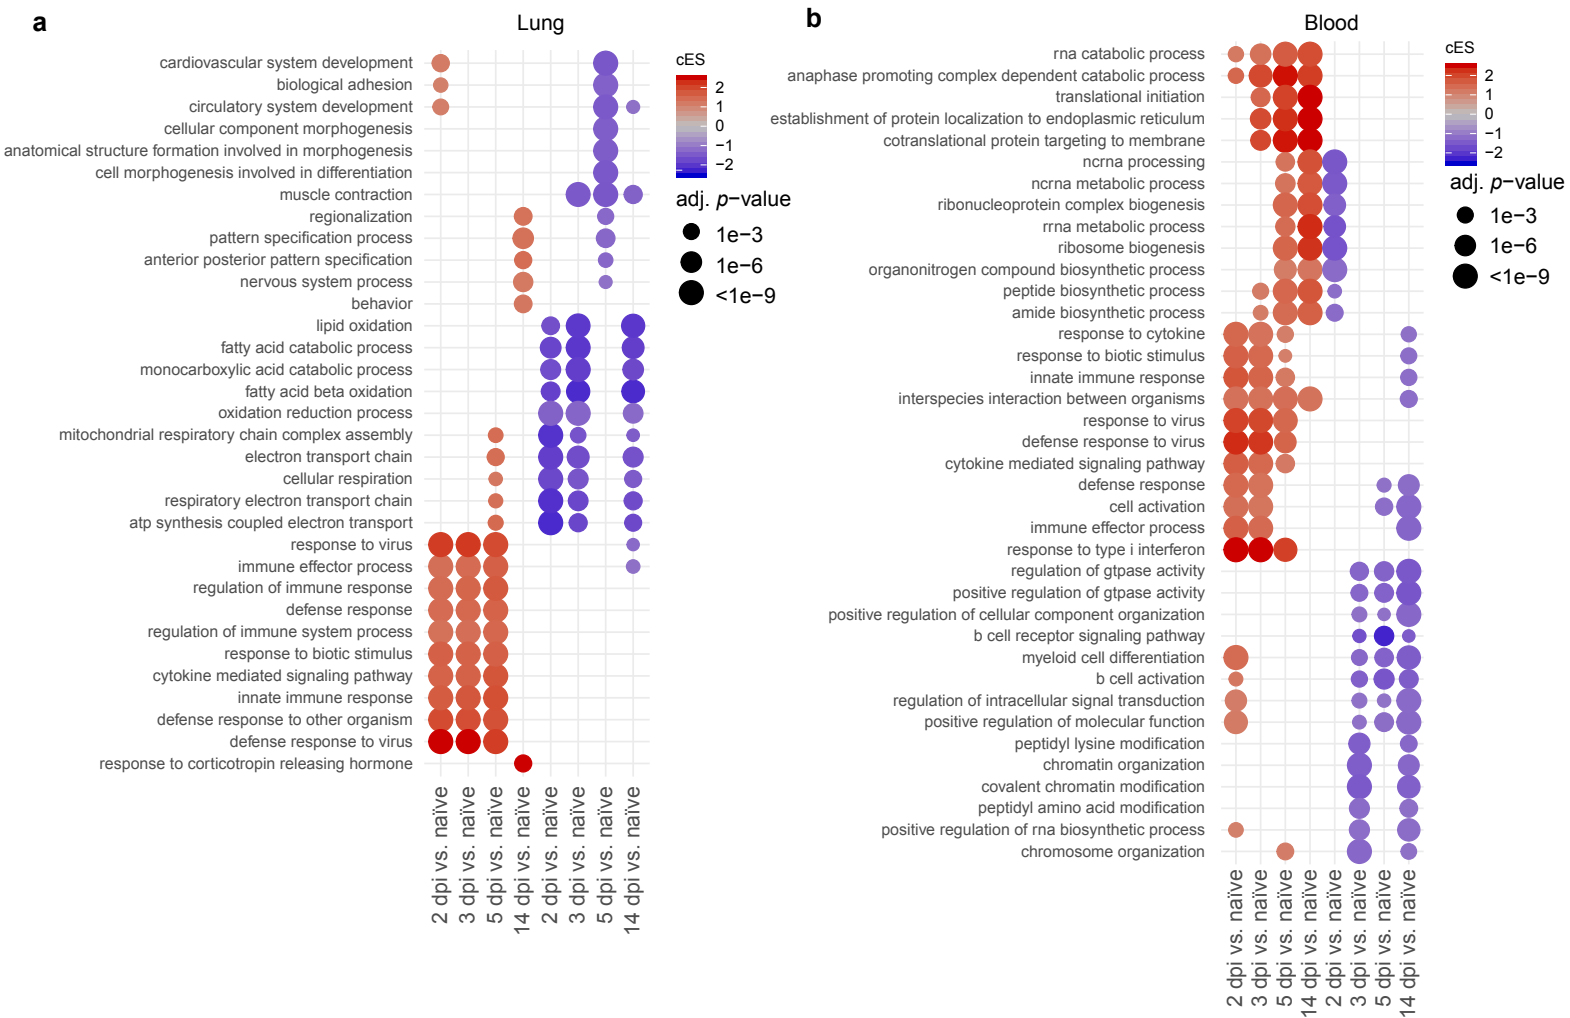 a
Lung
cardiovascular system development
biological adhesion
circulatory system development
cellular component morphogenesis
anatomical structure formation involved in morphogenesis
cell morphogenesis involved in differentiation
muscle contraction
regionalization
pattern specification process
anterior posterior pattern specification
nervous system process
behavior
lipid oxidation
fatty acid catabolic process
monocarboxylic acid catabolic process
fatty acid beta oxidation
oxidation reduction process
mitochondrial respiratory chain complex assembly
electron transport chain
cellular respiration
respiratory electron transport chain
atp synthesis coupled electron transport
response to virus
immune effector process
regulation of immune response
defense response
regulation of immune system process
response to biotic stimulus
cytokine mediated signaling pathway
innate immune response
defense response to other organism
defense response to virus
response to corticotropin releasing hormone
2 dpi vs. naïve
3 dpi vs. naïve
5 dpi vs. naïve
14 dpi vs. naïve
2 dpi vs. naïve
3 dpi vs. naïve
5 dpi vs. naïve
14 dpi vs. naïve
cES
2
1
0
−1
−2
adj. p−value
1e−3
1e−6
<1e−9
b
Blood
rna catabolic process
anaphase promoting complex dependent catabolic process
translational initiation
establishment of protein localization to endoplasmic reticulum
cotranslational protein targeting to membrane
ncrna processing
ncrna metabolic process
ribonucleoprotein complex biogenesis
rrna metabolic process
ribosome biogenesis
organonitrogen compound biosynthetic process
peptide biosynthetic process
amide biosynthetic process
response to cytokine
response to biotic stimulus
innate immune response
interspecies interaction between organisms
response to virus
defense response to virus
cytokine mediated signaling pathway
defense response
cell activation
immune effector process
response to type i interferon
regulation of gtpase activity
positive regulation of gtpase activity
positive regulation of cellular component organization
b cell receptor signaling pathway
myeloid cell differentiation
b cell activation
regulation of intracellular signal transduction
positive regulation of molecular function
peptidyl lysine modification
chromatin organization
covalent chromatin modification
peptidyl amino acid modification
positive regulation of rna biosynthetic process
chromosome organization
2 dpi vs. naïve
3 dpi vs. naïve
5 dpi vs. naïve
14 dpi vs. naïve
2 dpi vs. naïve
3 dpi vs. naïve
5 dpi vs. naïve
14 dpi vs. naïve
cES
2
1
0
−1
−2
adj. p−value
1e−3
1e−6
<1e−9